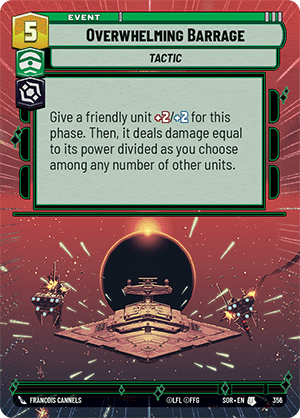 EVENT
5
OVERWHELMING BARRAGE
TACTIC
Give a friendly unit +2/+2 for this
phase. Then, it deals damage equal
to its power divided as you choose
among any number of other units.
FRANCOIS CANNELS
©LFL ©FFG
SOR • EN
356